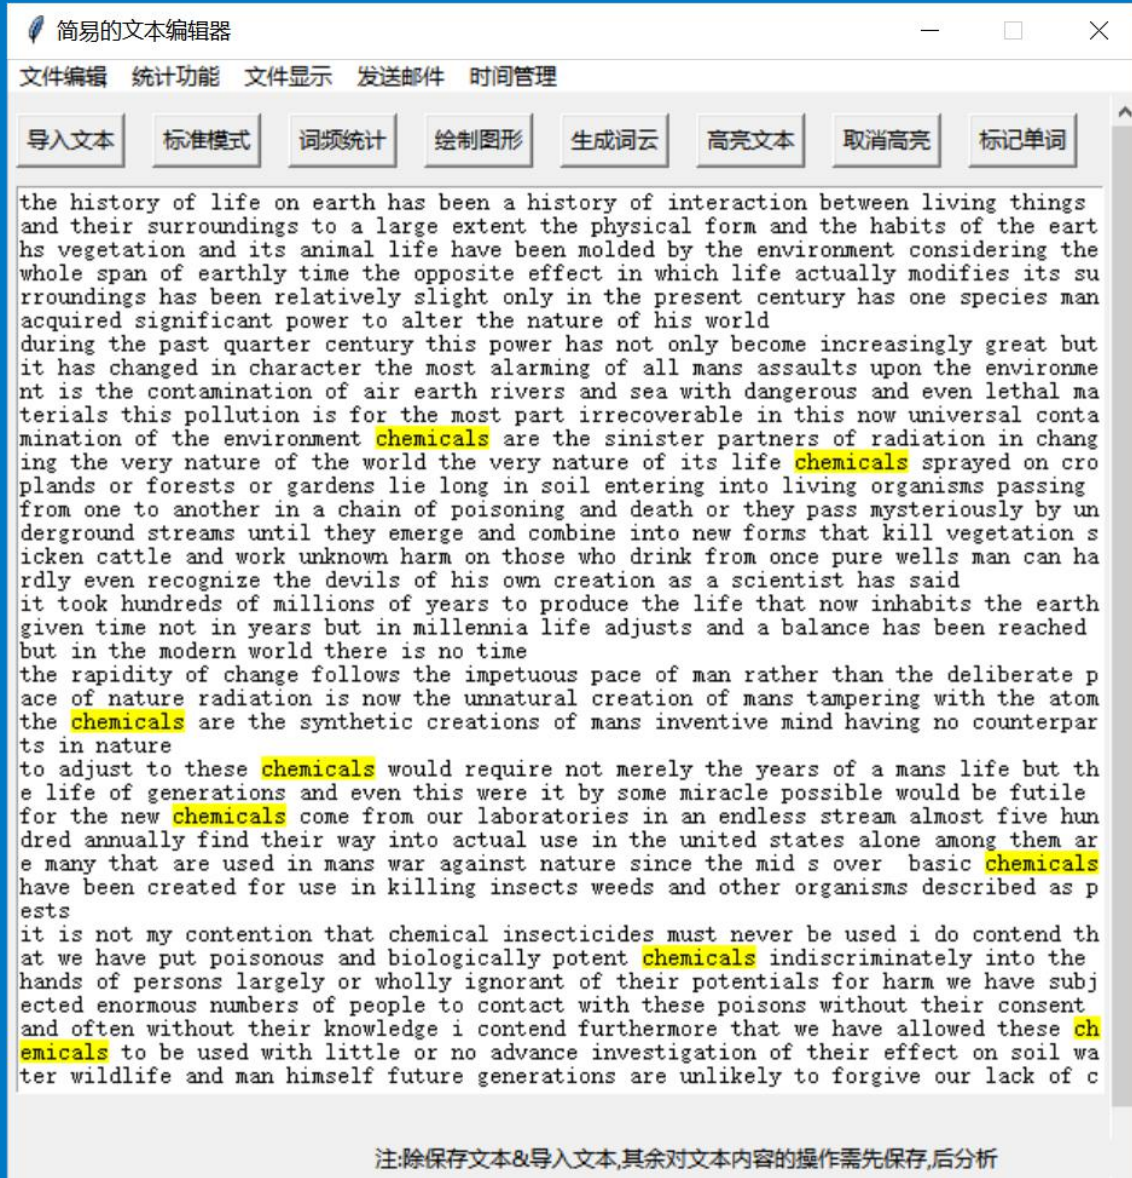 简易的文本编辑器
文件编辑 统计功能 文件显示 发送邮件 时间管理
导入文本 标准模式 词频统计 绘制图形 生成词云 高亮文本 取消高亮 标记单词
the history of life on earth has been a history of interaction between living things
and their surroundings to a large extent the physical form and the habits of the eart
hs vegetation and its animal life have been molded by the environment considering the
whole span of earthly time the opposite effect in which life actually modifies its su
rroundings has been relatively slight only in the present century has one species man
acquired significant power to alter the nature of his world
during the past quarter century this power has not only become increasingly great but
it has changed in character the most alarming of all mans assaults upon the environme
nt is the contamination of air earth rivers and sea with dangerous and even lethal ma
terials this pollution is for the most part irrecoverable in this now universal conta
mination of the environment chemicals are the sinister partners of radiation in chang
ing the very nature of the world the very nature of its life chemicals sprayed on cro
plands or forests or gardens lie long in soil entering into living organisms passing
from one to another in a chain of poisoning and death or they pass mysteriously by un
derground streams until they emerge and combine into new forms that kill vegetation s
icken cattle and work unknown harm on those who drink from once pure wells man can ha
rdly even recognize the devils of his own creation as a scientist has said
it took hundreds of millions of years to produce the life that now inhabits the earth
given time not in years but in millennia life adjusts and a balance has been reached
but in the modern world there is no time
the rapidity of change follows the impetuous pace of man rather than the deliberate p
ace of nature radiation is now the unnatural creation of mans tampering with the atom
the chemicals are the synthetic creations of mans inventive mind having no counterpar
ts in nature
to adjust to these chemicals would require not merely the years of a mans life but th
e life of generations and even this were it by some miracle possible would be futile
for the new chemicals come from our laboratories in an endless stream almost five hun
dred annually find their way into actual use in the united states alone among them ar
e many that are used in mans war against nature since the mid s over  basic chemicals
have been created for use in killing insects weeds and other organisms described as p
ests
it is not my contention that chemical insecticides must never be used i do contend th
at we have put poisonous and biologically potent chemicals indiscriminately into the
hands of persons largely or wholly ignorant of their potentials for harm we have subj
ected enormous numbers of people to contact with these poisons without their consent
and often without their knowledge i contend furthermore that we have allowed these ch
emicals to be used with little or no advance investigation of their effect on soil wa
ter wildlife and man himself future generations are unlikely to forgive our lack of c
注:除保存文本&导入文本,其余对文本内容的操作需先保存,后分析